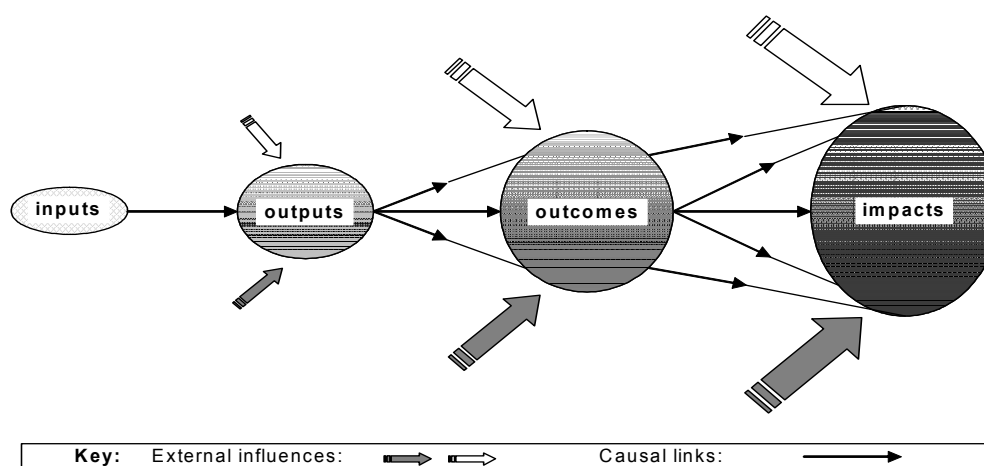 inputs
outputs
outcomes
impacts
Key: External influences: Causal links: